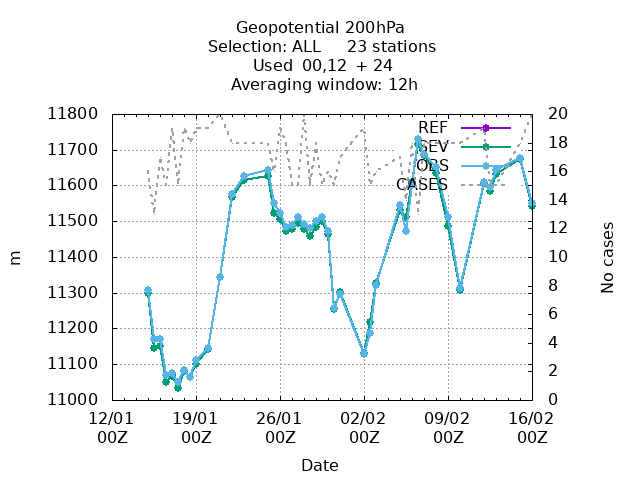 Geopotential 200hPa
Selection: ALL     23 stations
Used  00,12  + 24
Averaging window: 12h
11800
11700
11600
11500
11400
11300
11200
11100
11000
20
18
16
14
12
10
8
6
4
2
0
REF
SEV
OBS
CASES
m
No cases
12/01 19/01 26/01 02/02 09/02 16/02
00Z 00Z 00Z 00Z 00Z 00Z
Date